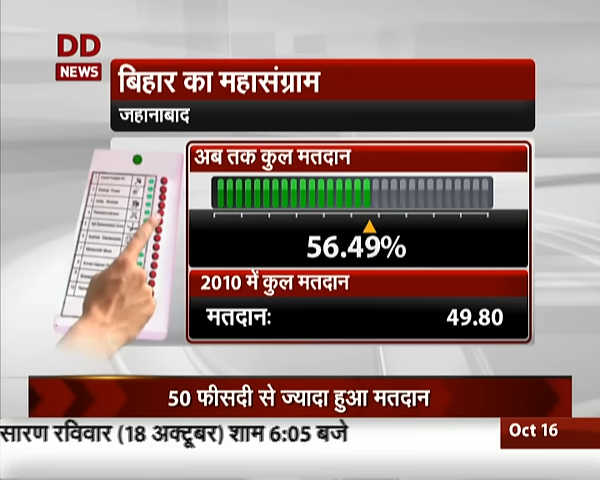 DD
NEWS
बिहार का महासंग्राम
जहानाबाद
अब तक कुल मतदान
56.49%
2010 में कुल मतदान
मतदानः 49.80
50 फीसदी से ज्यादा हुआ मतदान
सारण रविवार (18 अक्टूबर) शाम 6:05 बजे
Oct 16